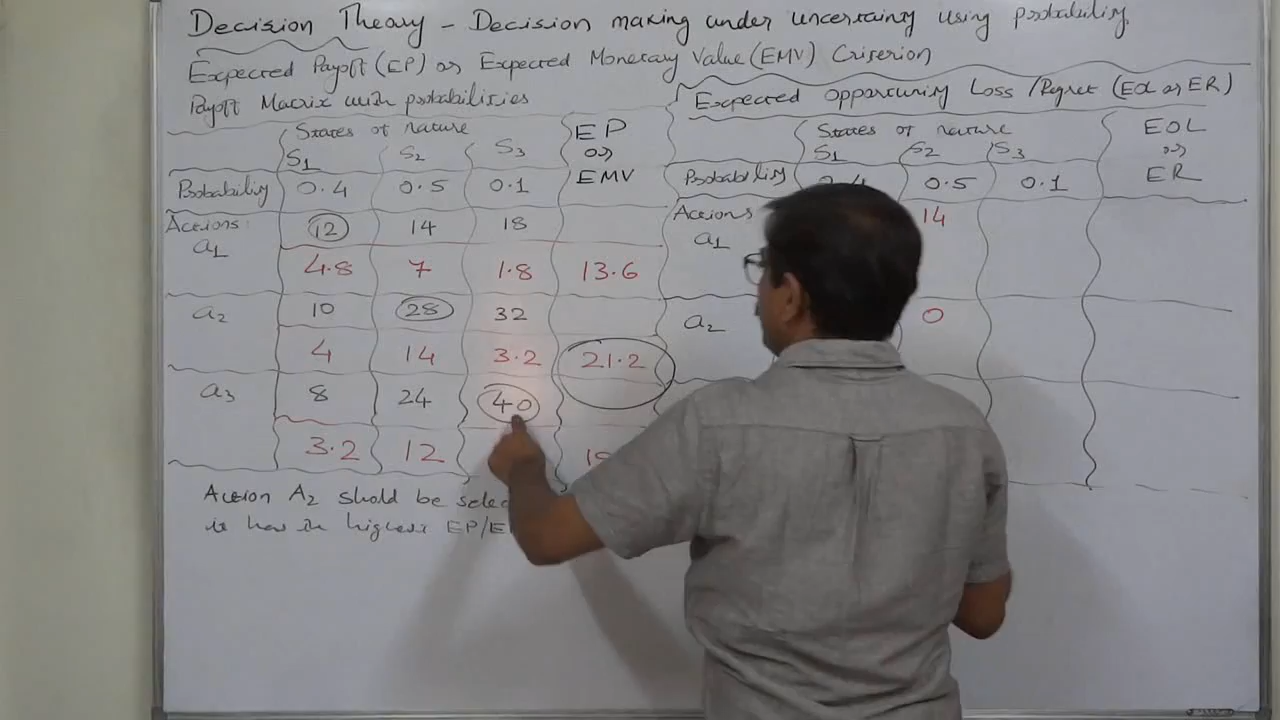 Decision Theory - Decision making under uncertainty using probability
Expected Payoff (EP) or Expected Monetary Value (EMV) Criterion
Payoff Matrix with probabilities
States of nature
EP
or
EMV
S1 S2 S3
Probability 0.4 0.5 0.1
Actions
a1 12 14 18
4.8 7 1.8 13.6
a2 10 28 32
4 14 3.2 21.2
a3 8 24 40
3.2 12
Action A2 should be
it has the highest
Expected Opportunity Loss / Regret (EOL or ER)
States of nature
EOL
or
ER
S1 S2 S3
Probability 0.4 0.5 0.1
Actions 14
a1
a2 0